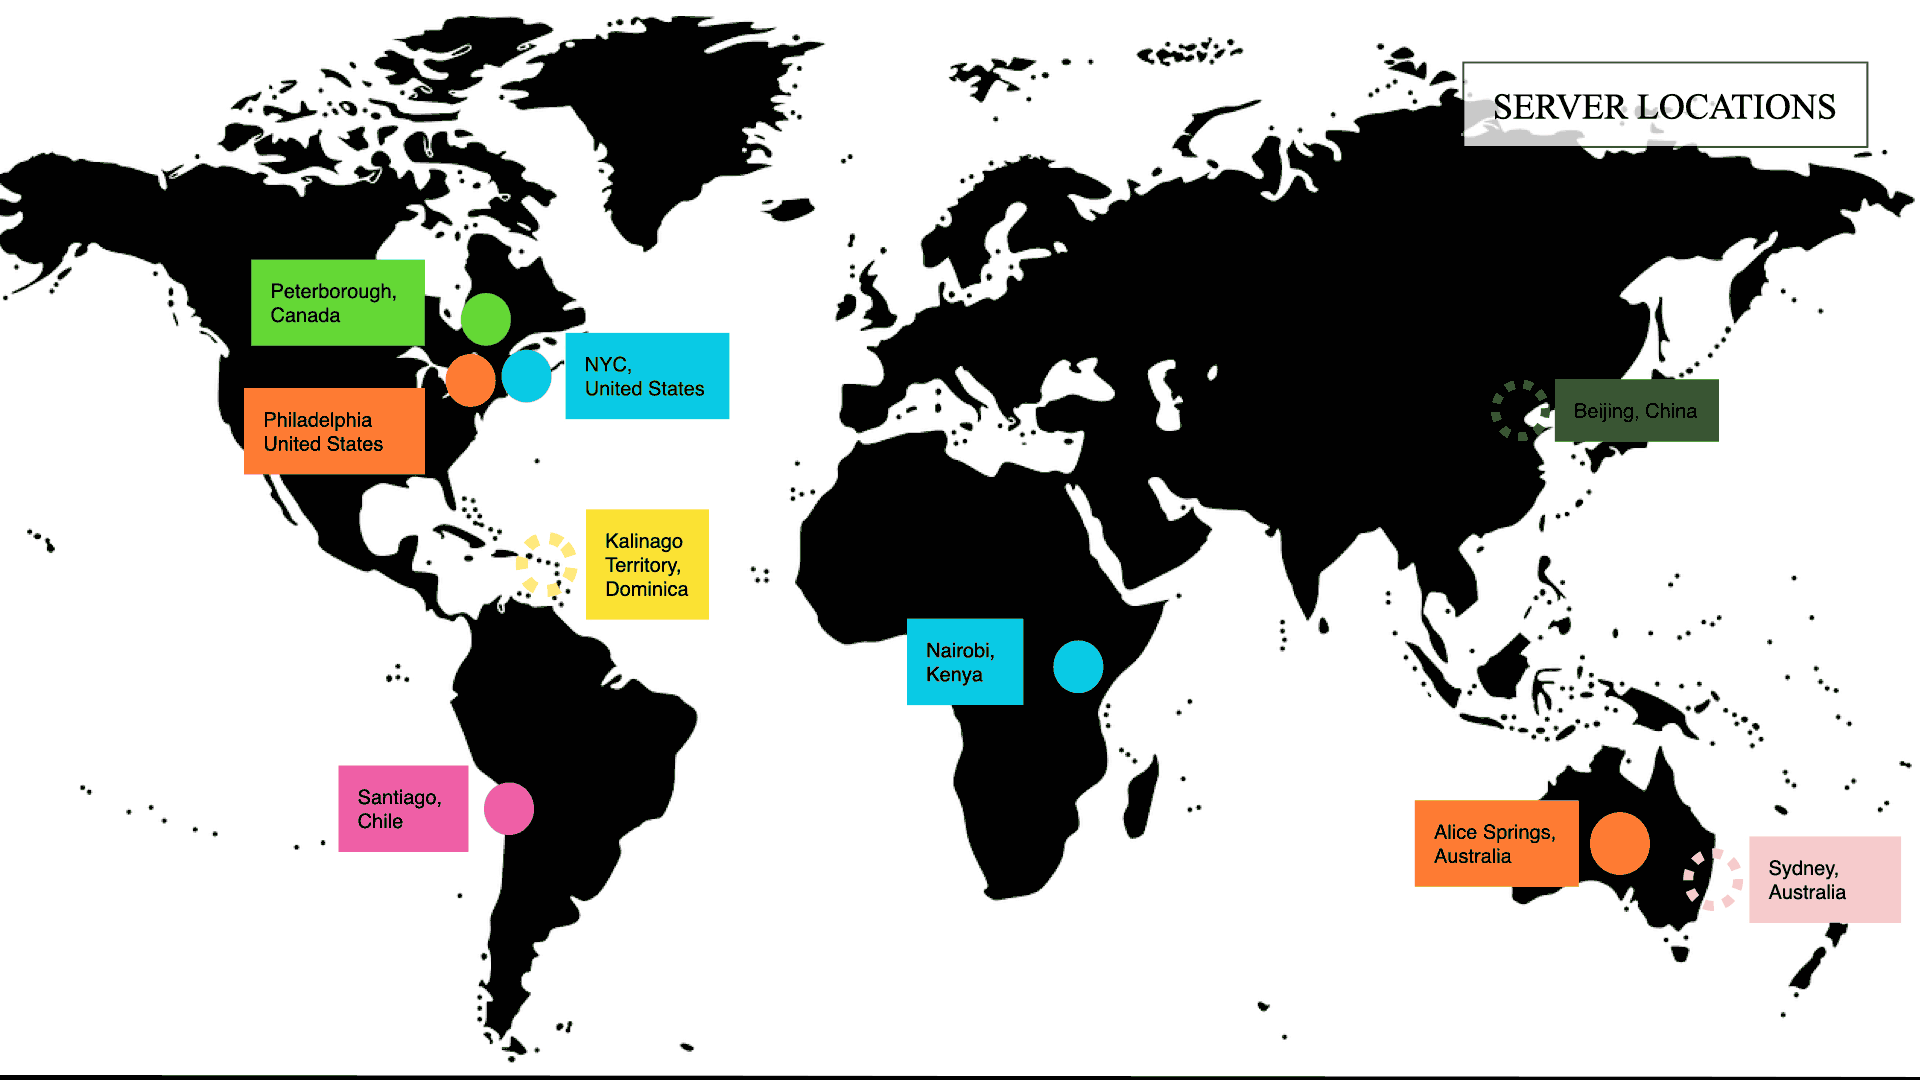 SERVER LOCATIONS
Peterborough,
Canada
NYC,
United States
Philadelphia
United States
Beijing, China
Kalinago
Territory,
Dominica
Nairobi,
Kenya
Santiago,
Chile
Alice Springs,
Australia
Sydney,
Australia